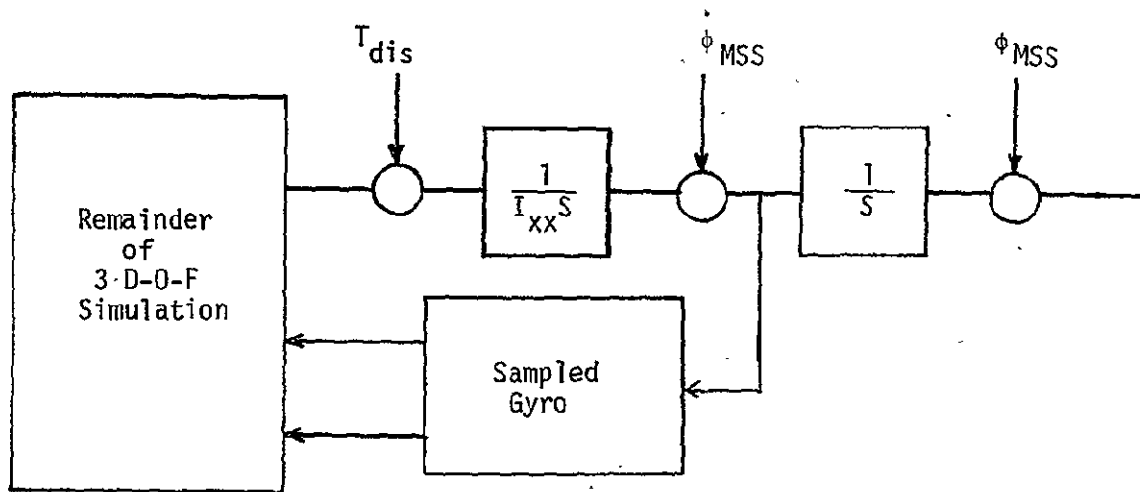 T_dis
ϕ̇_MSS
Φ_MSS
1
I_xx S
1
S
Remainder
of
3-D-O-F
Simulation
Sampled
Gyro